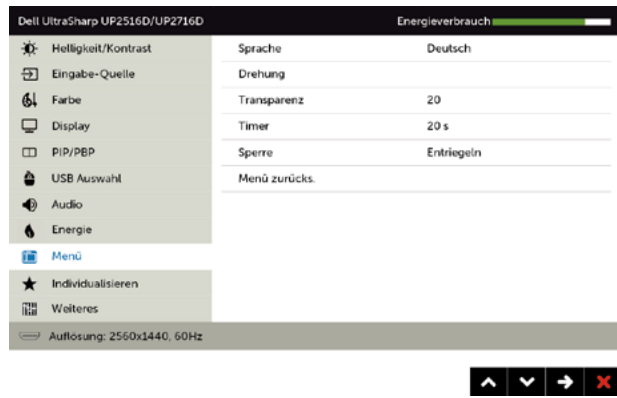 Dell UltraSharp UP2516D/UP2716D Energieverbrauch
Helligkeit/Kontrast Sprache Deutsch
Eingabe-Quelle Drehung
Farbe Transparenz 20
Display Timer 20 s
PIP/PBP Sperre Entriegeln
USB Auswahl Menü zurücks.
Audio
Energie
Menü
Individualisieren
Weiteres
Auflösung: 2560x1440, 60Hz